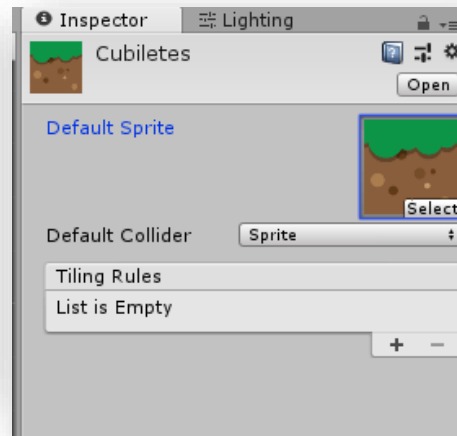 Inspector Lighting
Cubiletes
Open
Default Sprite
Select
Default Collider Sprite
Tiling Rules
List is Empty
+ −